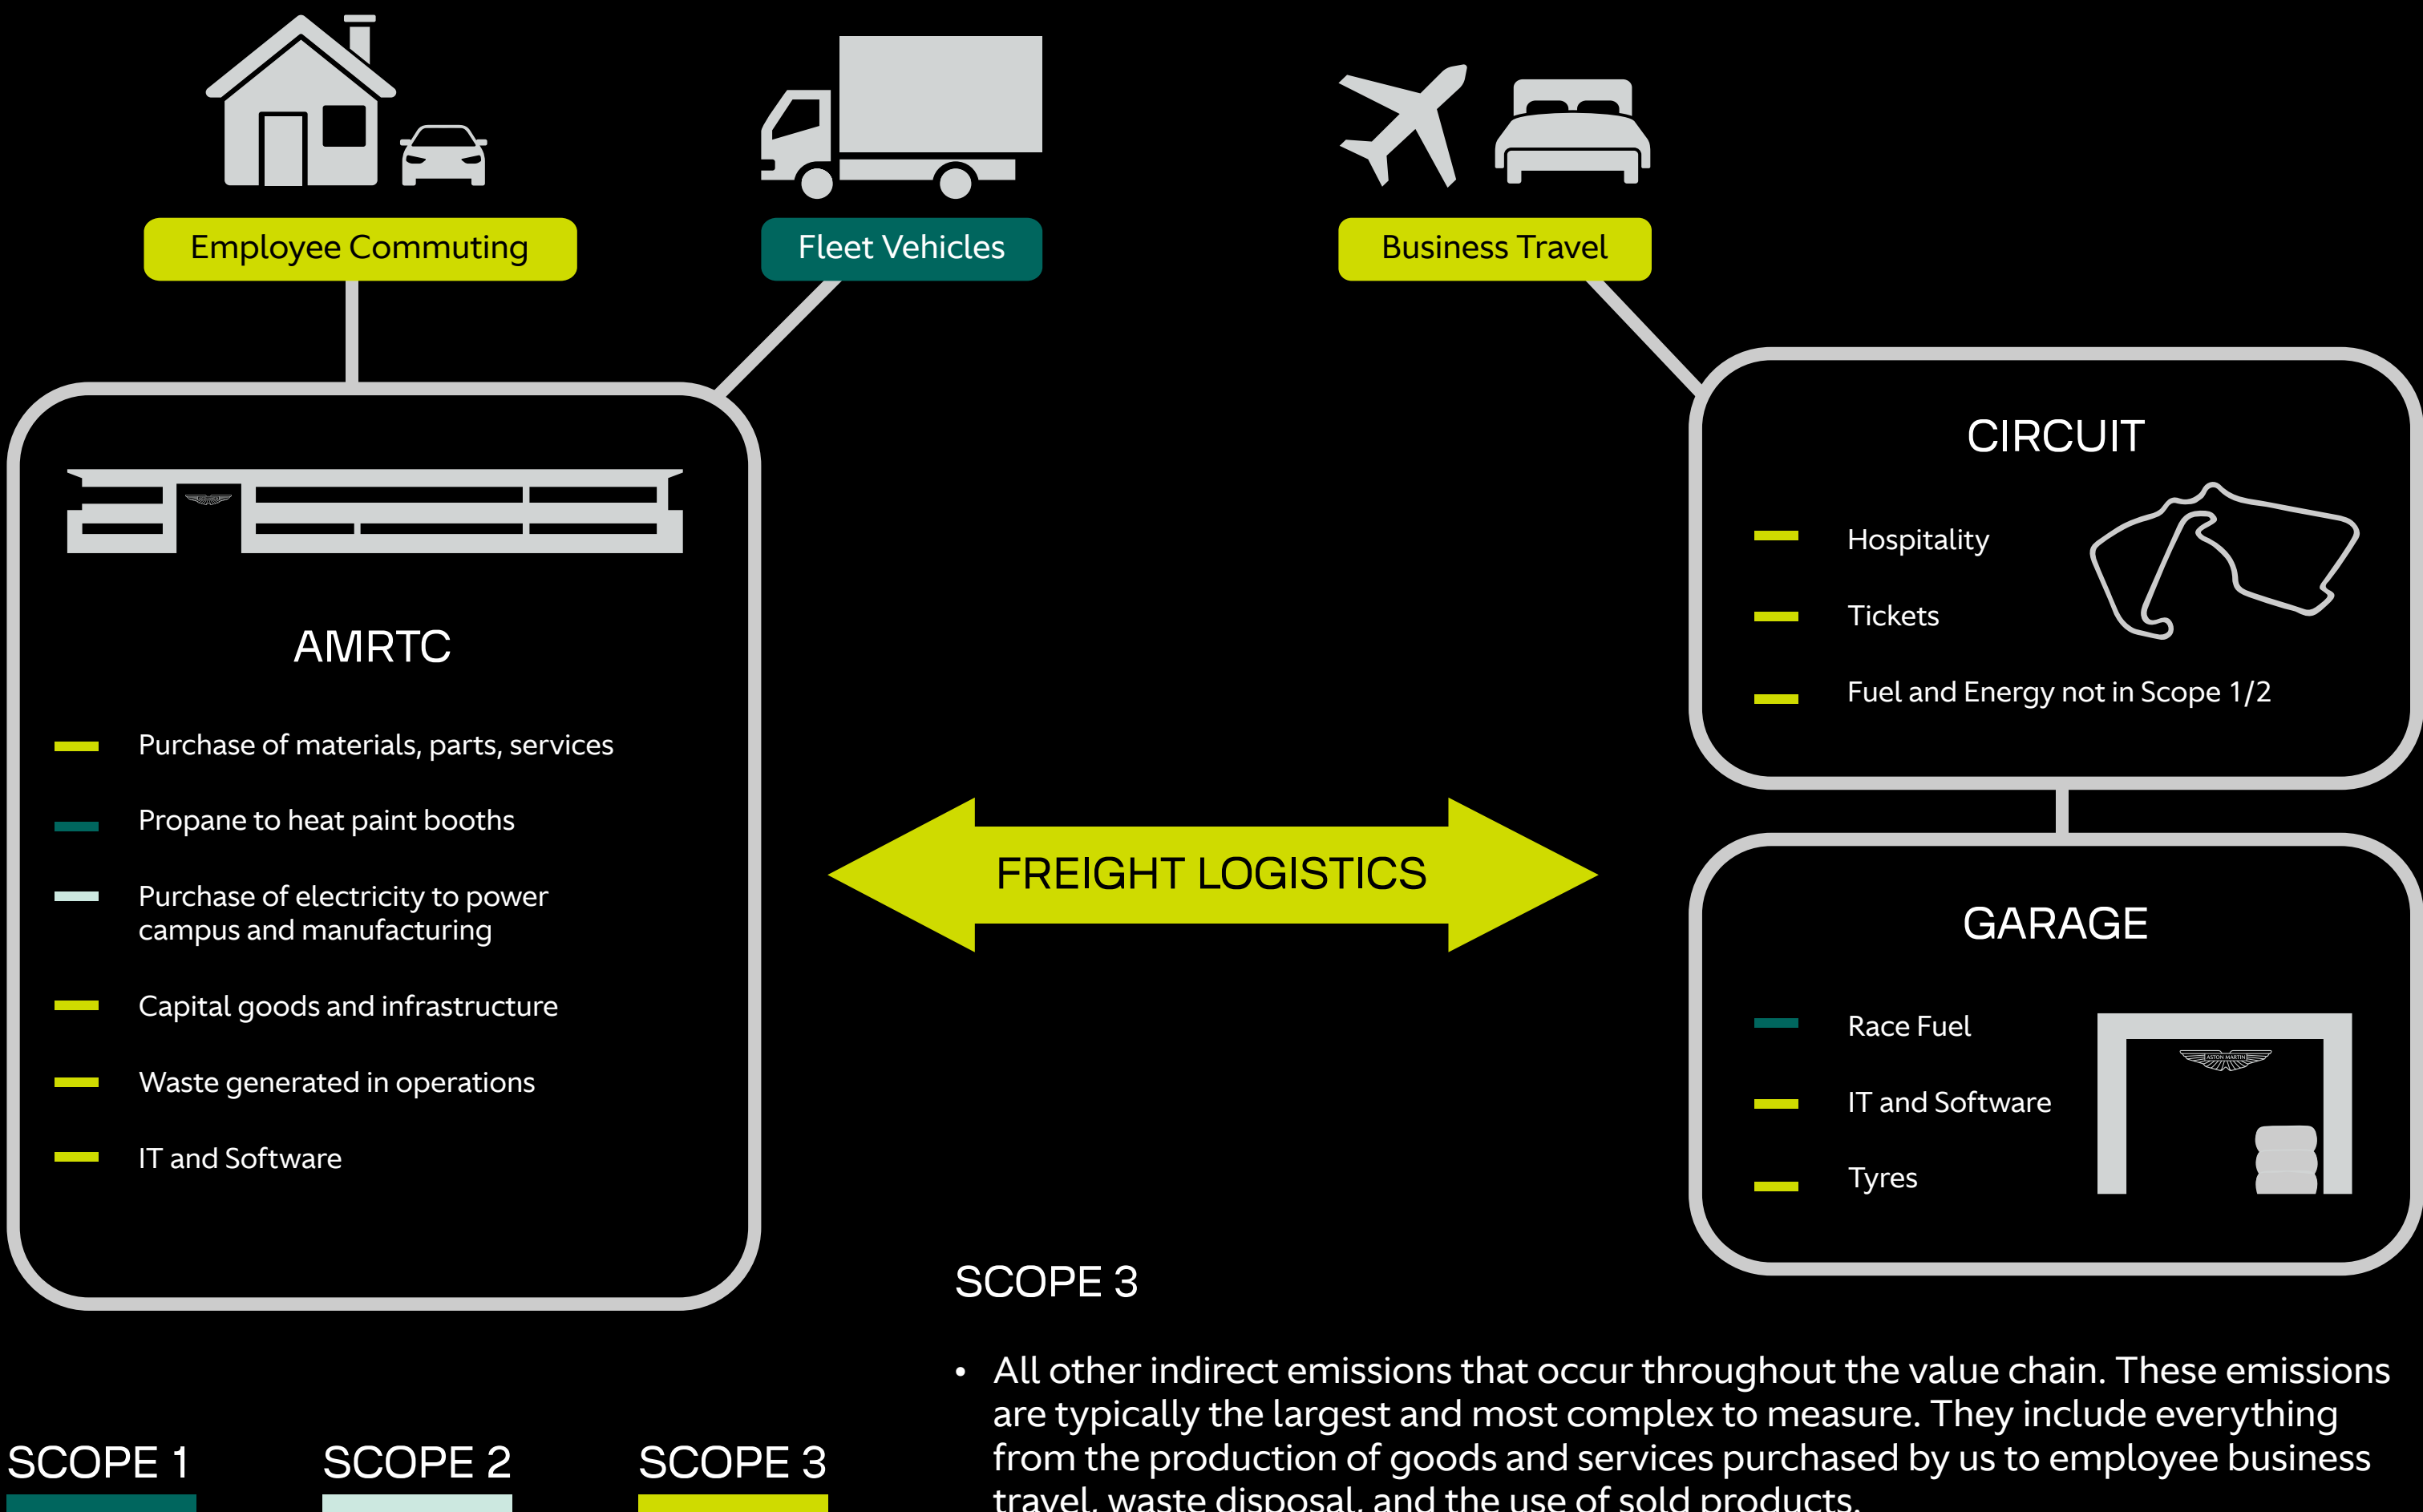 Employee Commuting
Fleet Vehicles
Business Travel
AMRTC
Purchase of materials, parts, services
Propane to heat paint booths
Purchase of electricity to power
campus and manufacturing
Capital goods and infrastructure
Waste generated in operations
IT and Software
FREIGHT LOGISTICS
CIRCUIT
Hospitality
Tickets
Fuel and Energy not in Scope 1/2
GARAGE
Race Fuel
IT and Software
Tyres
ASTON MARTIN
SCOPE 1
SCOPE 2
SCOPE 3
SCOPE 3
• All other indirect emissions that occur throughout the value chain. These emissions
are typically the largest and most complex to measure. They include everything
from the production of goods and services purchased by us to employee business
travel, waste disposal, and the use of sold products.